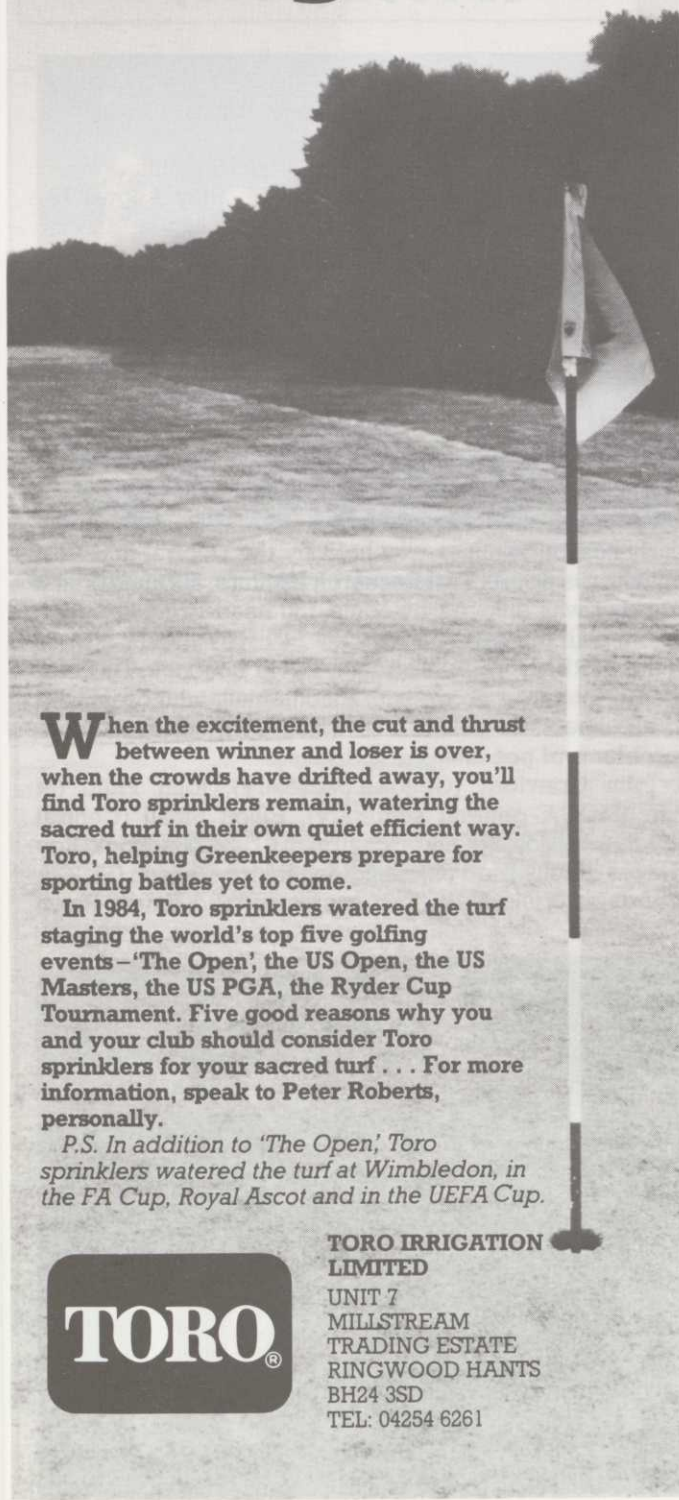 When the excitement, the cut and thrust
between winner and loser is over,
when the crowds have drifted away, you'll
find Toro sprinklers remain, watering the
sacred turf in their own quiet efficient way.
Toro, helping Greenkeepers prepare for
sporting battles yet to come.
In 1984, Toro sprinklers watered the turf
staging the world's top five golfing
events–'The Open', the US Open, the US
Masters, the US PGA, the Ryder Cup
Tournament. Five good reasons why you
and your club should consider Toro
sprinklers for your sacred turf . . . For more
information, speak to Peter Roberts,
personally.
P.S. In addition to 'The Open', Toro
sprinklers watered the turf at Wimbledon, in
the FA Cup, Royal Ascot and in the UEFA Cup.
TORO®
TORO IRRIGATION
LIMITED
UNIT 7
MILLSTREAM
TRADING ESTATE
RINGWOOD HANTS
BH24 3SD
TEL: 04254 6261